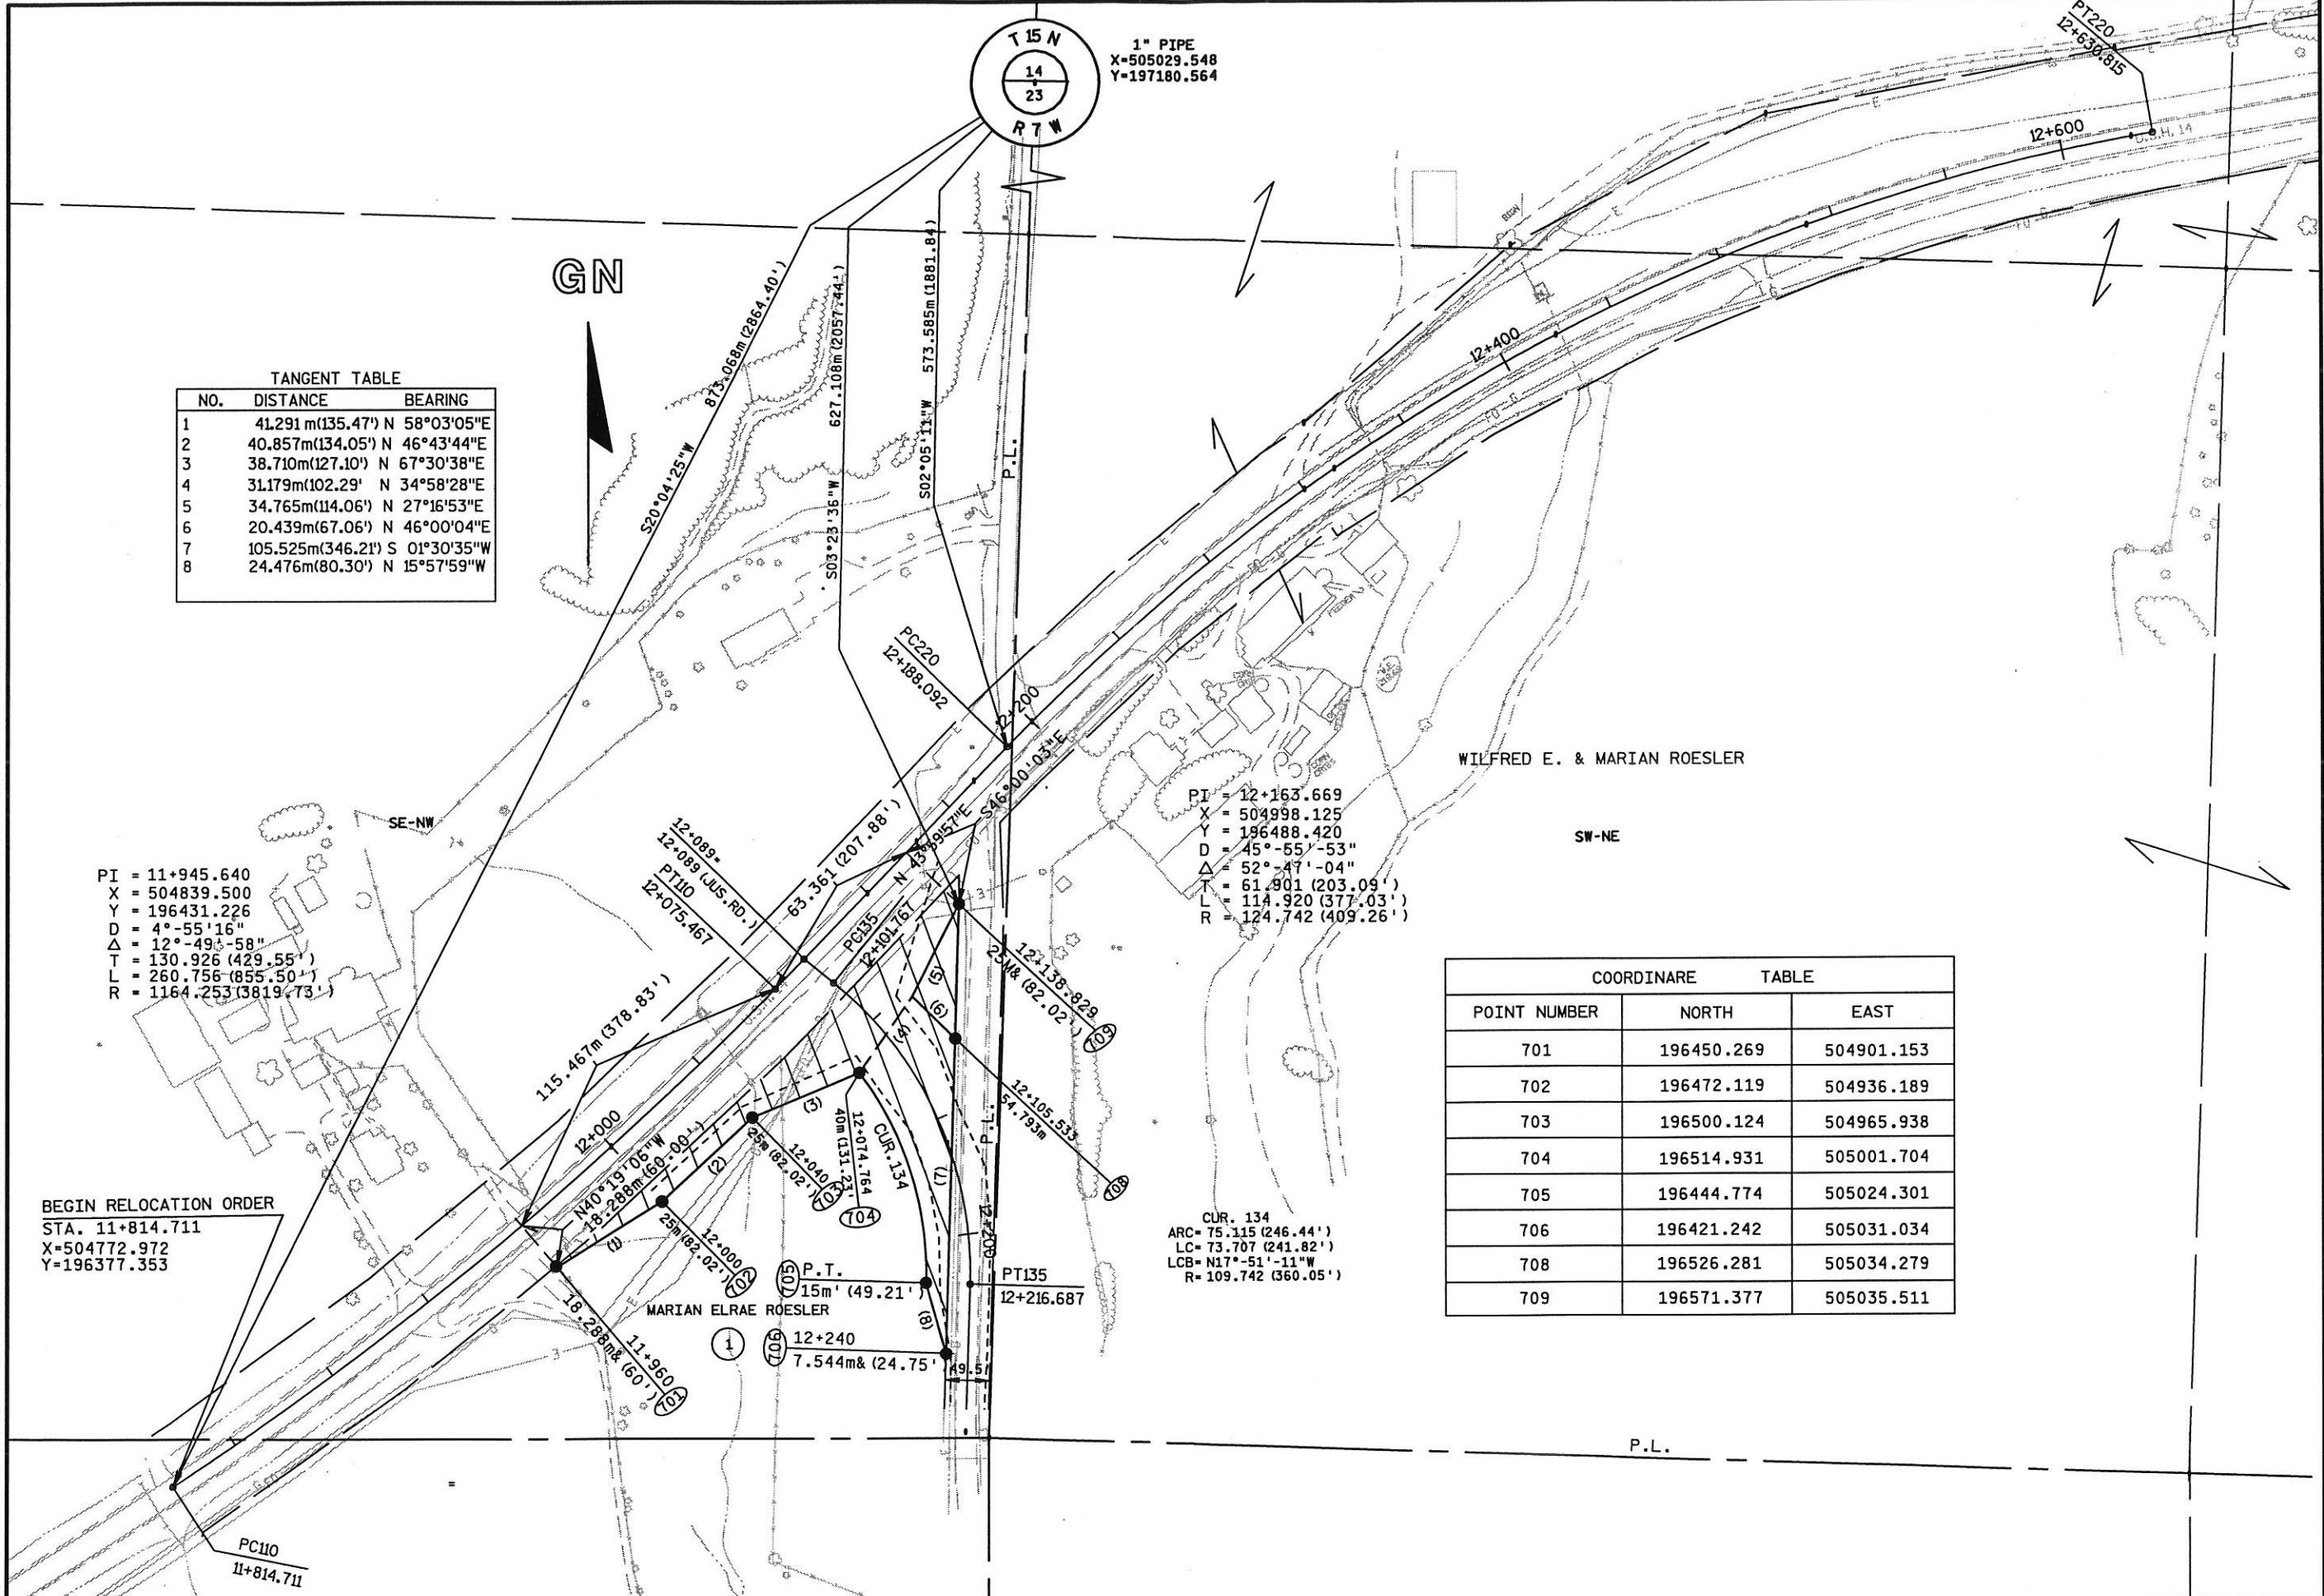 T 15 N
14
23
R 7 W
1" PIPE
X=505029.548
Y=197180.564
PT220
12+630.815
12+600
U.S.H. 14
12+400
GN
TANGENT TABLE
NO. DISTANCE BEARING
1 41.291 m(135.47') N 58°03'05"E
2 40.857m(134.05') N 46°43'44"E
3 38.710m(127.10') N 67°30'38"E
4 31.179m(102.29' N 34°58'28"E
5 34.765m(114.06') N 27°16'53"E
6 20.439m(67.06') N 46°00'04"E
7 105.525m(346.21') S 01°30'35"W
8 24.476m(80.30') N 15°57'59"W
873.068m(2864.40')
S20°04'25"W
627.108m(2057.44')
S03°23'36"W
573.585m(1881.84)
S02°05'11"W
P.L.
PC220
12+188.092
12+200
S46°00'03"E
N 43°59'57"E
63.361 (207.88')
12+089=
12+089 (JUS.RD.)
PT110
12+075.467
PC135
12+101.767
115.467m (378.83')
SE-NW
PI = 11+945.640
X = 504839.500
Y = 196431.226
D = 4°-55'16"
Δ = 12°-49'-58"
T = 130.926 (429.55')
L = 260.756 (855.50')
R = 1164.253(3819.73')
WILFRED E. & MARIAN ROESLER
SW-NE
PI = 12+163.669
X = 504998.125
Y = 196488.420
D = 45°-55'-53"
Δ = 52°-47'-04"
T = 61.901 (203.09')
L = 114.920 (377.03')
R = 124.742 (409.26')
COORDINARE TABLE
POINT NUMBER NORTH EAST
701 196450.269 504901.153
702 196472.119 504936.189
703 196500.124 504965.938
704 196514.931 505001.704
705 196444.774 505024.301
706 196421.242 505031.034
708 196526.281 505034.279
709 196571.377 505035.511
12+138.829
25M& (82.02')
709
12+105.533
54.793m
708
(5)
(6)
(4)
(3)
(2)
(1)
(7)
(8)
CUR.134
12+074.764
40m(131.23'
704
12+040
25m(82.02')
703
12+000
25m(82.02')
702
12+000
N40°19'06"W
18.288m(60.00')
11+960
18.288m& (60')
701
BEGIN RELOCATION ORDER
STA. 11+814.711
X=504772.972
Y=196377.353
PC110
11+814.711
705
P.T.
15m' (49.21')
MARIAN ELRAE ROESLER
1
706
12+240
7.544m& (24.75'
49.5'
PT135
12+216.687
12+200
P.L.
CUR. 134
ARC= 75.115 (246.44')
LC= 73.707 (241.82')
LCB= N17°-51'-11"W
R= 109.742 (360.05')
P.L.